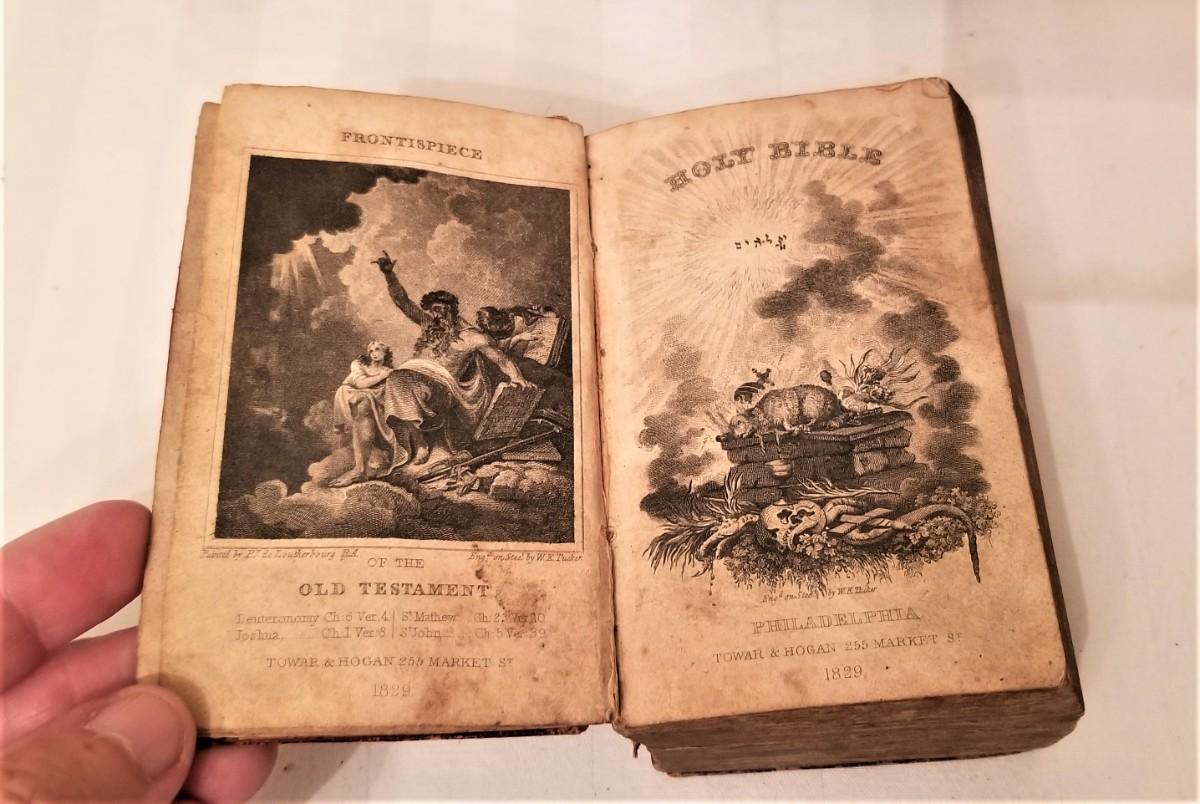 FRONTISPIECE
Painted by P.J. de Loutherbourg R.A.
Eng.d on Steel by W.E. Tucker.
OF THE
OLD TESTAMENT
Deuteronomy Ch: 6 Ver. 4 | St Mathew Ch. 23 Ver. 10
Joshua Ch. 1 Ver. 8 | St John Ch. 5 Ver. 39
TOWAR & HOGAN 255 MARKET ST
1829.
HOLY BIBLE
אלהים
Eng.d on Steel by W.E. Tucker
PHILADELPHIA
TOWAR & HOGAN 255 MARKET ST
1829.